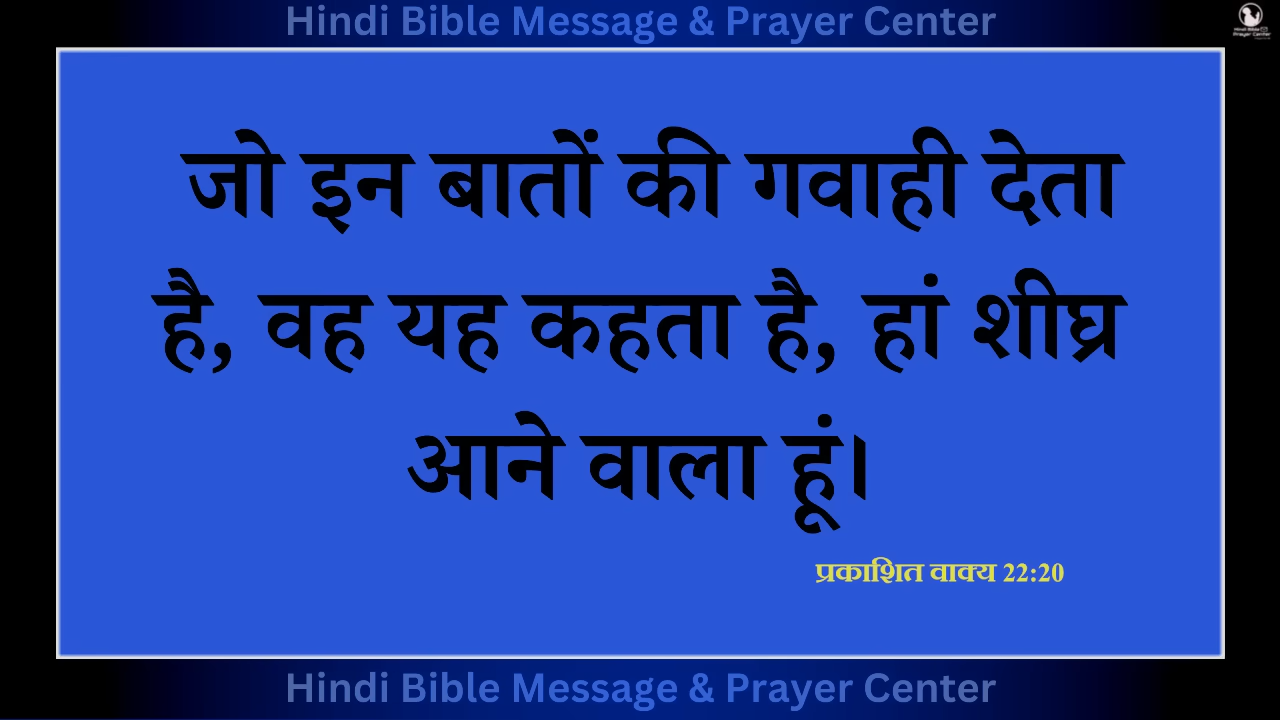 Hindi Bible Message & Prayer Center
जो इन बातों की गवाही देता
है, वह यह कहता है, हां शीघ्र
आने वाला हूं।
प्रकाशित वाक्य 22:20
Hindi Bible Message & Prayer Center